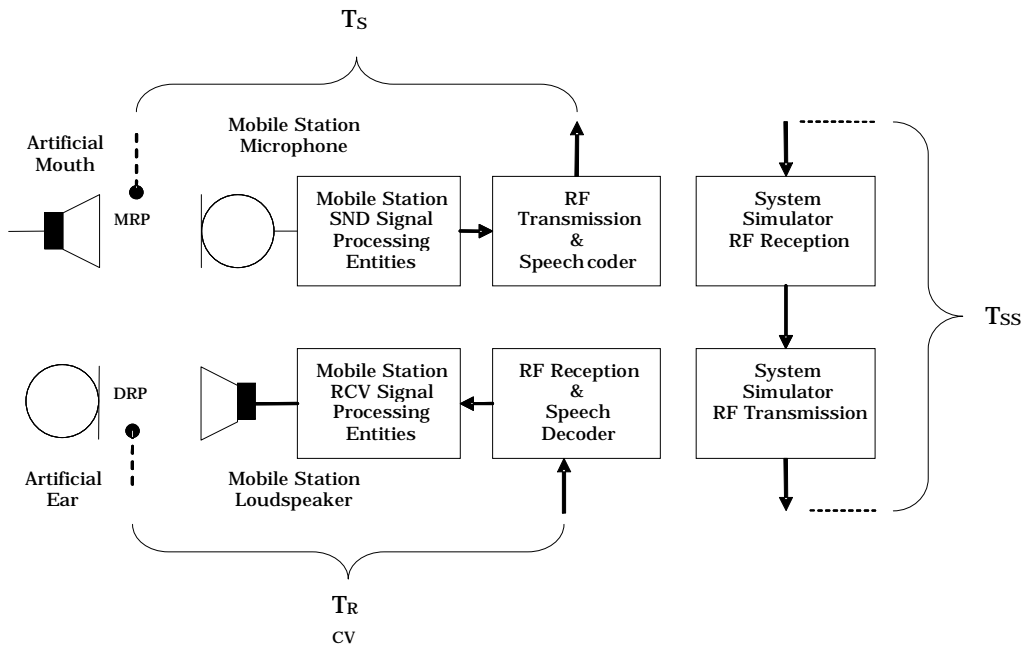 Ts
Artificial
Mouth
Mobile Station
Microphone
MRP
Mobile Station
SND Signal
Processing
Entities
RF
Transmission
&
Speech coder
System
Simulator
RF Reception
Tss
DRP
Mobile Station
RCV Signal
Processing
Entities
RF Reception
&
Speech
Decoder
System
Simulator
RF Transmission
Artificial
Ear
Mobile Station
Loudspeaker
TR
CV